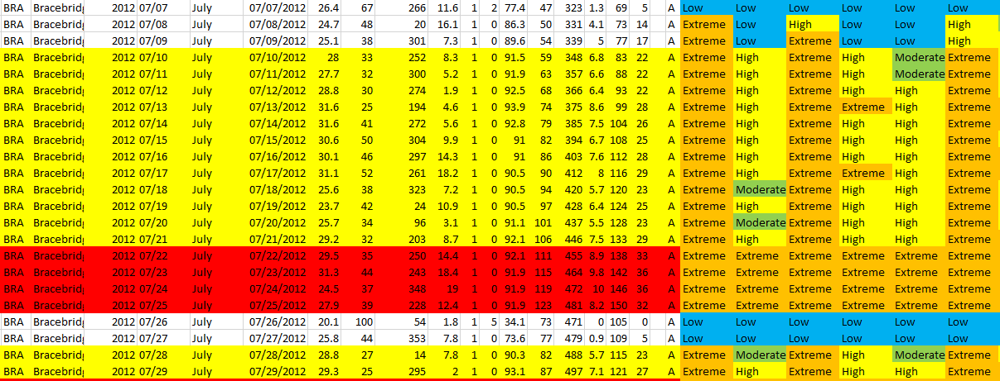 BRA Bracebridg 2012 07/07 July 07/07/2012 26.4 67 266 11.6 1 2 77.4 47 323 1.3 69 5 A Low Low Low Low Low Low
BRA Bracebridg 2012 07/08 July 07/08/2012 24.7 48 20 16.1 1 0 86.3 50 331 4.1 73 14 A Extreme Low High Low Low High
BRA Bracebridg 2012 07/09 July 07/09/2012 25.1 38 301 7.3 1 0 89.6 54 339 5 77 17 A Extreme Low Extreme Low Low High
BRA Bracebridg 2012 07/10 July 07/10/2012 28 33 252 8.3 1 0 91.5 59 348 6.8 83 22 A Extreme High Extreme High Moderate Extreme
BRA Bracebridg 2012 07/11 July 07/11/2012 27.7 32 300 5.2 1 0 91.9 63 357 6.6 88 22 A Extreme High Extreme High Moderate Extreme
BRA Bracebridg 2012 07/12 July 07/12/2012 28.8 30 274 1.9 1 0 92.5 68 366 6.4 93 22 A Extreme High Extreme High High Extreme
BRA Bracebridg 2012 07/13 July 07/13/2012 31.6 25 194 4.6 1 0 93.9 74 375 8.6 99 28 A Extreme High Extreme Extreme High Extreme
BRA Bracebridg 2012 07/14 July 07/14/2012 31.6 41 272 5.6 1 0 92.8 79 385 7.5 104 26 A Extreme High Extreme High High Extreme
BRA Bracebridg 2012 07/15 July 07/15/2012 30.6 50 304 9.9 1 0 91 82 394 6.7 108 25 A Extreme High Extreme High High Extreme
BRA Bracebridg 2012 07/16 July 07/16/2012 30.1 46 297 14.3 1 0 91 86 403 7.6 112 28 A Extreme High Extreme High High Extreme
BRA Bracebridg 2012 07/17 July 07/17/2012 31.1 52 261 18.2 1 0 90.5 90 412 8 116 29 A Extreme High Extreme Extreme High Extreme
BRA Bracebridg 2012 07/18 July 07/18/2012 25.6 38 323 7.2 1 0 90.5 94 420 5.7 120 23 A Extreme Moderate Extreme High High Extreme
BRA Bracebridg 2012 07/19 July 07/19/2012 23.7 42 24 10.9 1 0 90.5 97 428 6.4 124 25 A Extreme High Extreme High High Extreme
BRA Bracebridg 2012 07/20 July 07/20/2012 25.7 34 96 3.1 1 0 91.1 101 437 5.5 128 23 A Extreme Moderate Extreme High High Extreme
BRA Bracebridg 2012 07/21 July 07/21/2012 29.2 32 203 8.7 1 0 92.1 106 446 7.5 133 29 A Extreme High Extreme High High Extreme
BRA Bracebridg 2012 07/22 July 07/22/2012 29.5 35 250 14.4 1 0 92.1 111 455 8.9 138 33 A Extreme Extreme Extreme Extreme Extreme Extreme
BRA Bracebridg 2012 07/23 July 07/23/2012 31.3 44 243 18.4 1 0 91.9 115 464 9.8 142 36 A Extreme Extreme Extreme Extreme Extreme Extreme
BRA Bracebridg 2012 07/24 July 07/24/2012 24.5 37 348 19 1 0 91.9 119 472 10 146 36 A Extreme Extreme Extreme Extreme Extreme Extreme
BRA Bracebridg 2012 07/25 July 07/25/2012 27.9 39 228 12.4 1 0 91.9 123 481 8.2 150 32 A Extreme Extreme Extreme Extreme Extreme Extreme
BRA Bracebridg 2012 07/26 July 07/26/2012 20.1 100 54 1.8 1 5 34.1 73 471 0 105 0 A Low Low Low Low Low Low
BRA Bracebridg 2012 07/27 July 07/27/2012 25.8 44 353 7.8 1 0 73.6 77 479 0.9 109 5 A Low Low Low Low Low Low
BRA Bracebridg 2012 07/28 July 07/28/2012 28.8 27 14 7.8 1 0 90.3 82 488 5.7 115 23 A Extreme Moderate Extreme High Moderate Extreme
BRA Bracebridg 2012 07/29 July 07/29/2012 29.3 25 295 2 1 0 93.1 87 497 7.1 121 27 A Extreme High Extreme High High Extreme